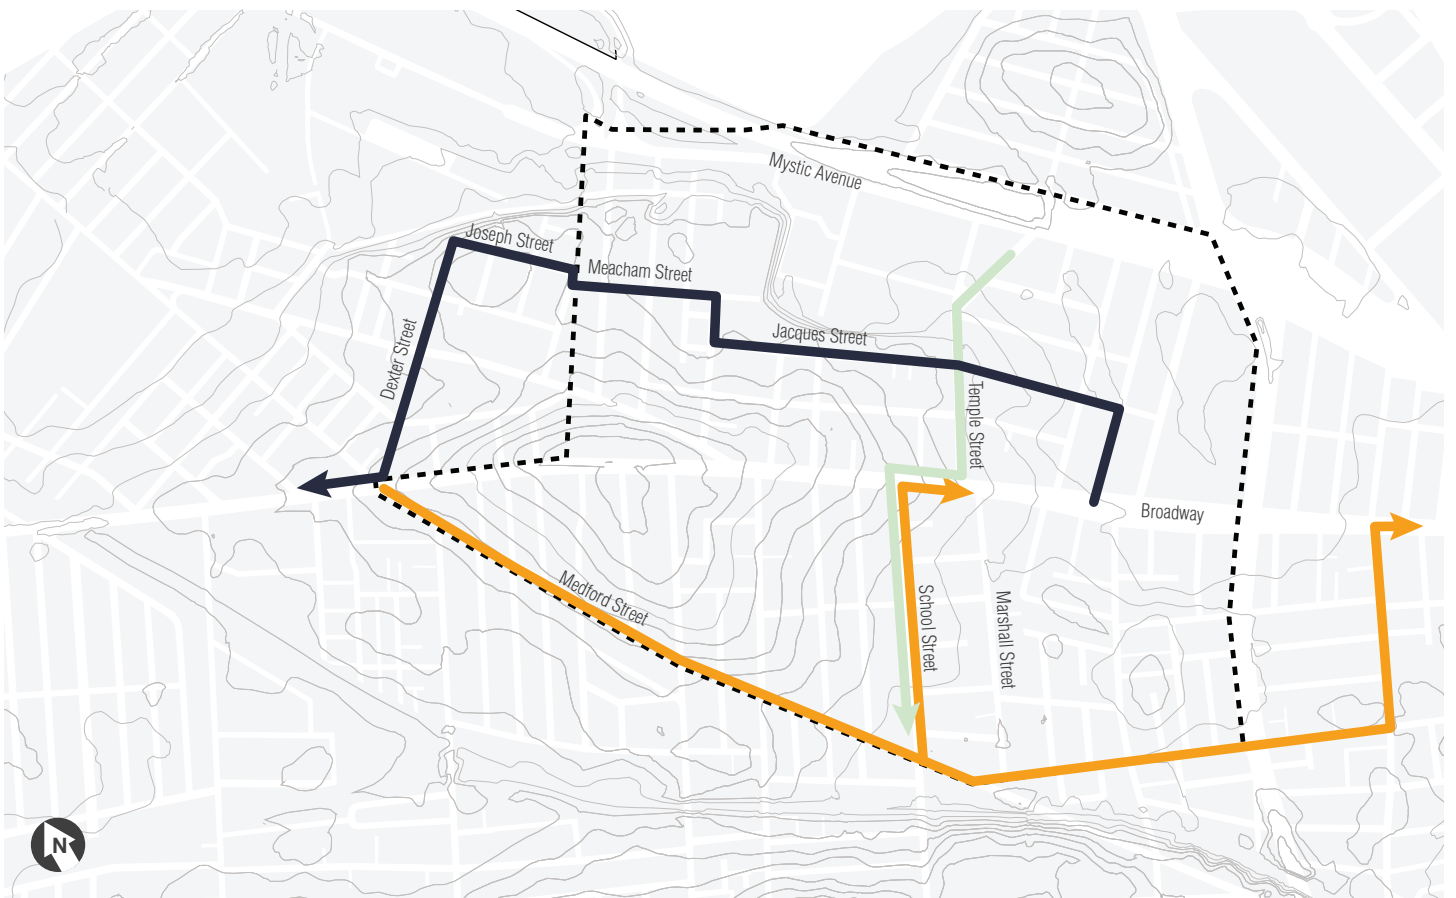 Mystic Avenue
Joseph Street
Meacham Street
Jacques Street
Dexter Street
Temple Street
Broadway
Medford Street
School Street
Marshall Street
N